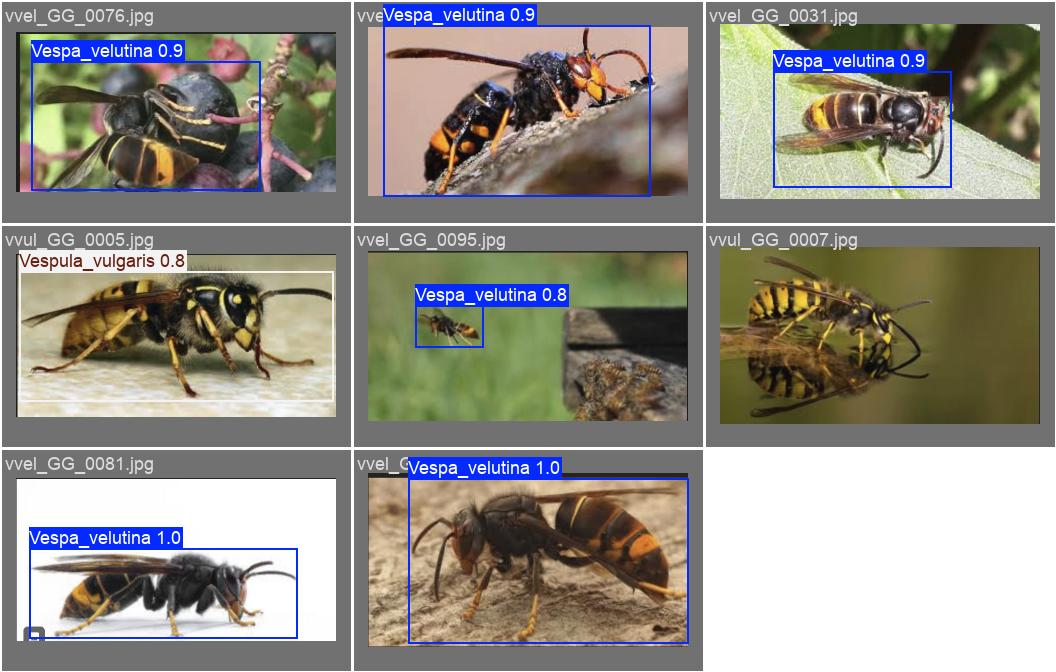 vvel_GG_0076.jpg
Vespa_velutina 0.9
vve
Vespa_velutina 0.9
vvel_GG_0031.jpg
Vespa_velutina 0.9
vvul_GG_0005.jpg
Vespula_vulgaris 0.8
vvel_GG_0095.jpg
Vespa_velutina 0.8
vvul_GG_0007.jpg
vvel_GG_0081.jpg
Vespa_velutina 1.0
vvel_G
Vespa_velutina 1.0